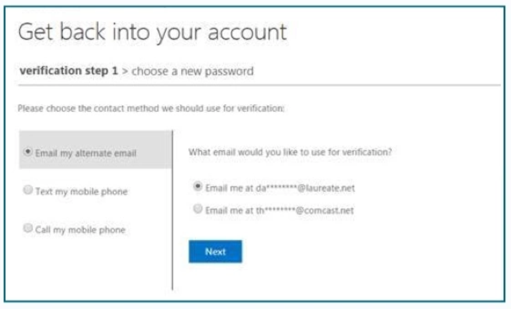 Get back into your account
verification step 1 > choose a new password
Please choose the contact method we should use for verification:
Email my alternate email
Text my mobile phone
Call my mobile phone
What email would you like to use for verification?
Email me at da********@laureate.net
Email me at th********@comcast.net
Next